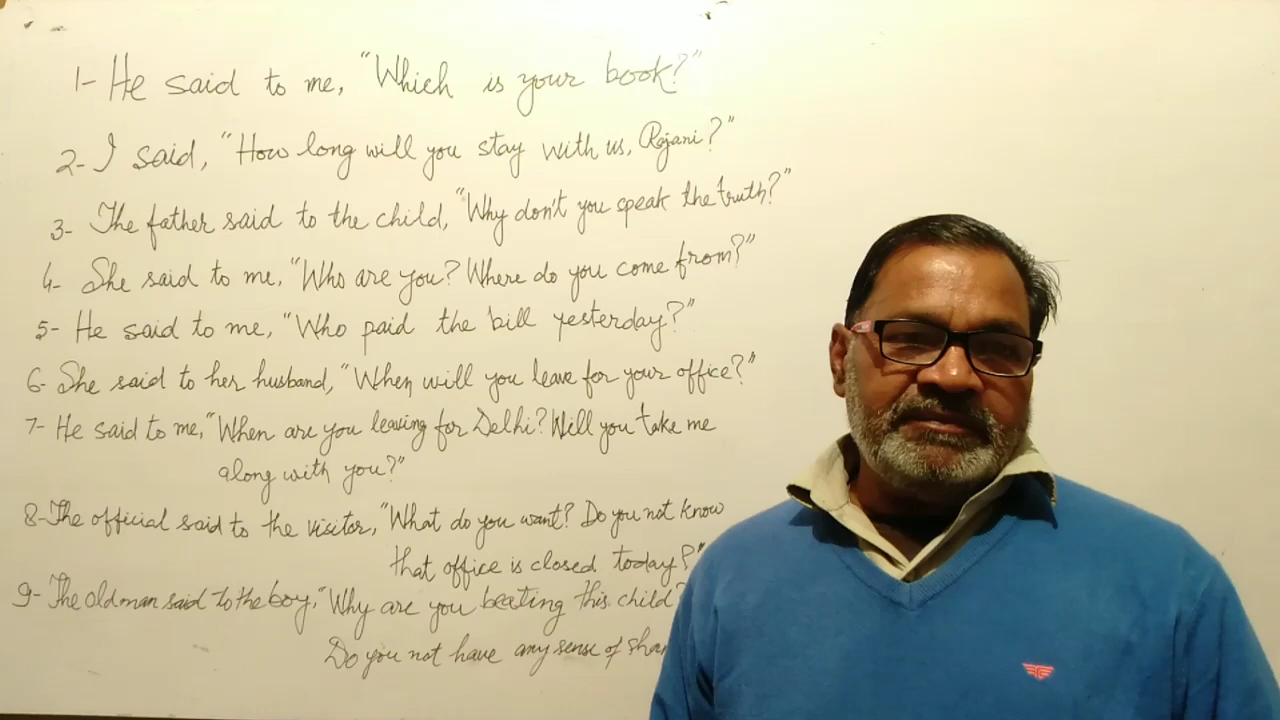 1- He said to me, "Which is your book?"
2- I said, "How long will you stay with us, Rajani?"
3- The father said to the child, "Why don't you speak the truth?"
4- She said to me, "Who are you? Where do you come from?"
5- He said to me, "Who paid the bill yesterday?"
6- She said to her husband, "When will you leave for your office?"
7- He said to me, "When are you leaving for Delhi? Will you take me
along with you?"
8- The official said to the visitor, "What do you want? Do you not know
that office is closed today?"
9- The old man said to the boy, "Why are you beating this child?
Do you not have any sense of